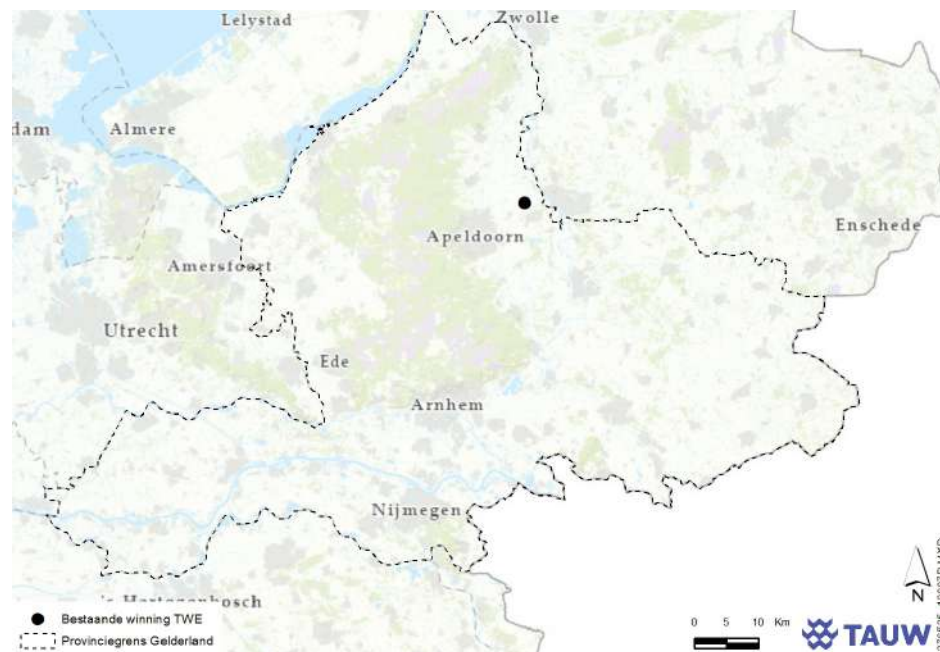 Lelystad
Zwolle
dam
Almere
Apeldoorn
Enschede
Amersfoort
Utrecht
Ede
Arnhem
Nijmegen
's Hertogenbosch
Bestaande winning TWE
Provinciegrens Gelderland
N
0 5 10 Km
TAUW